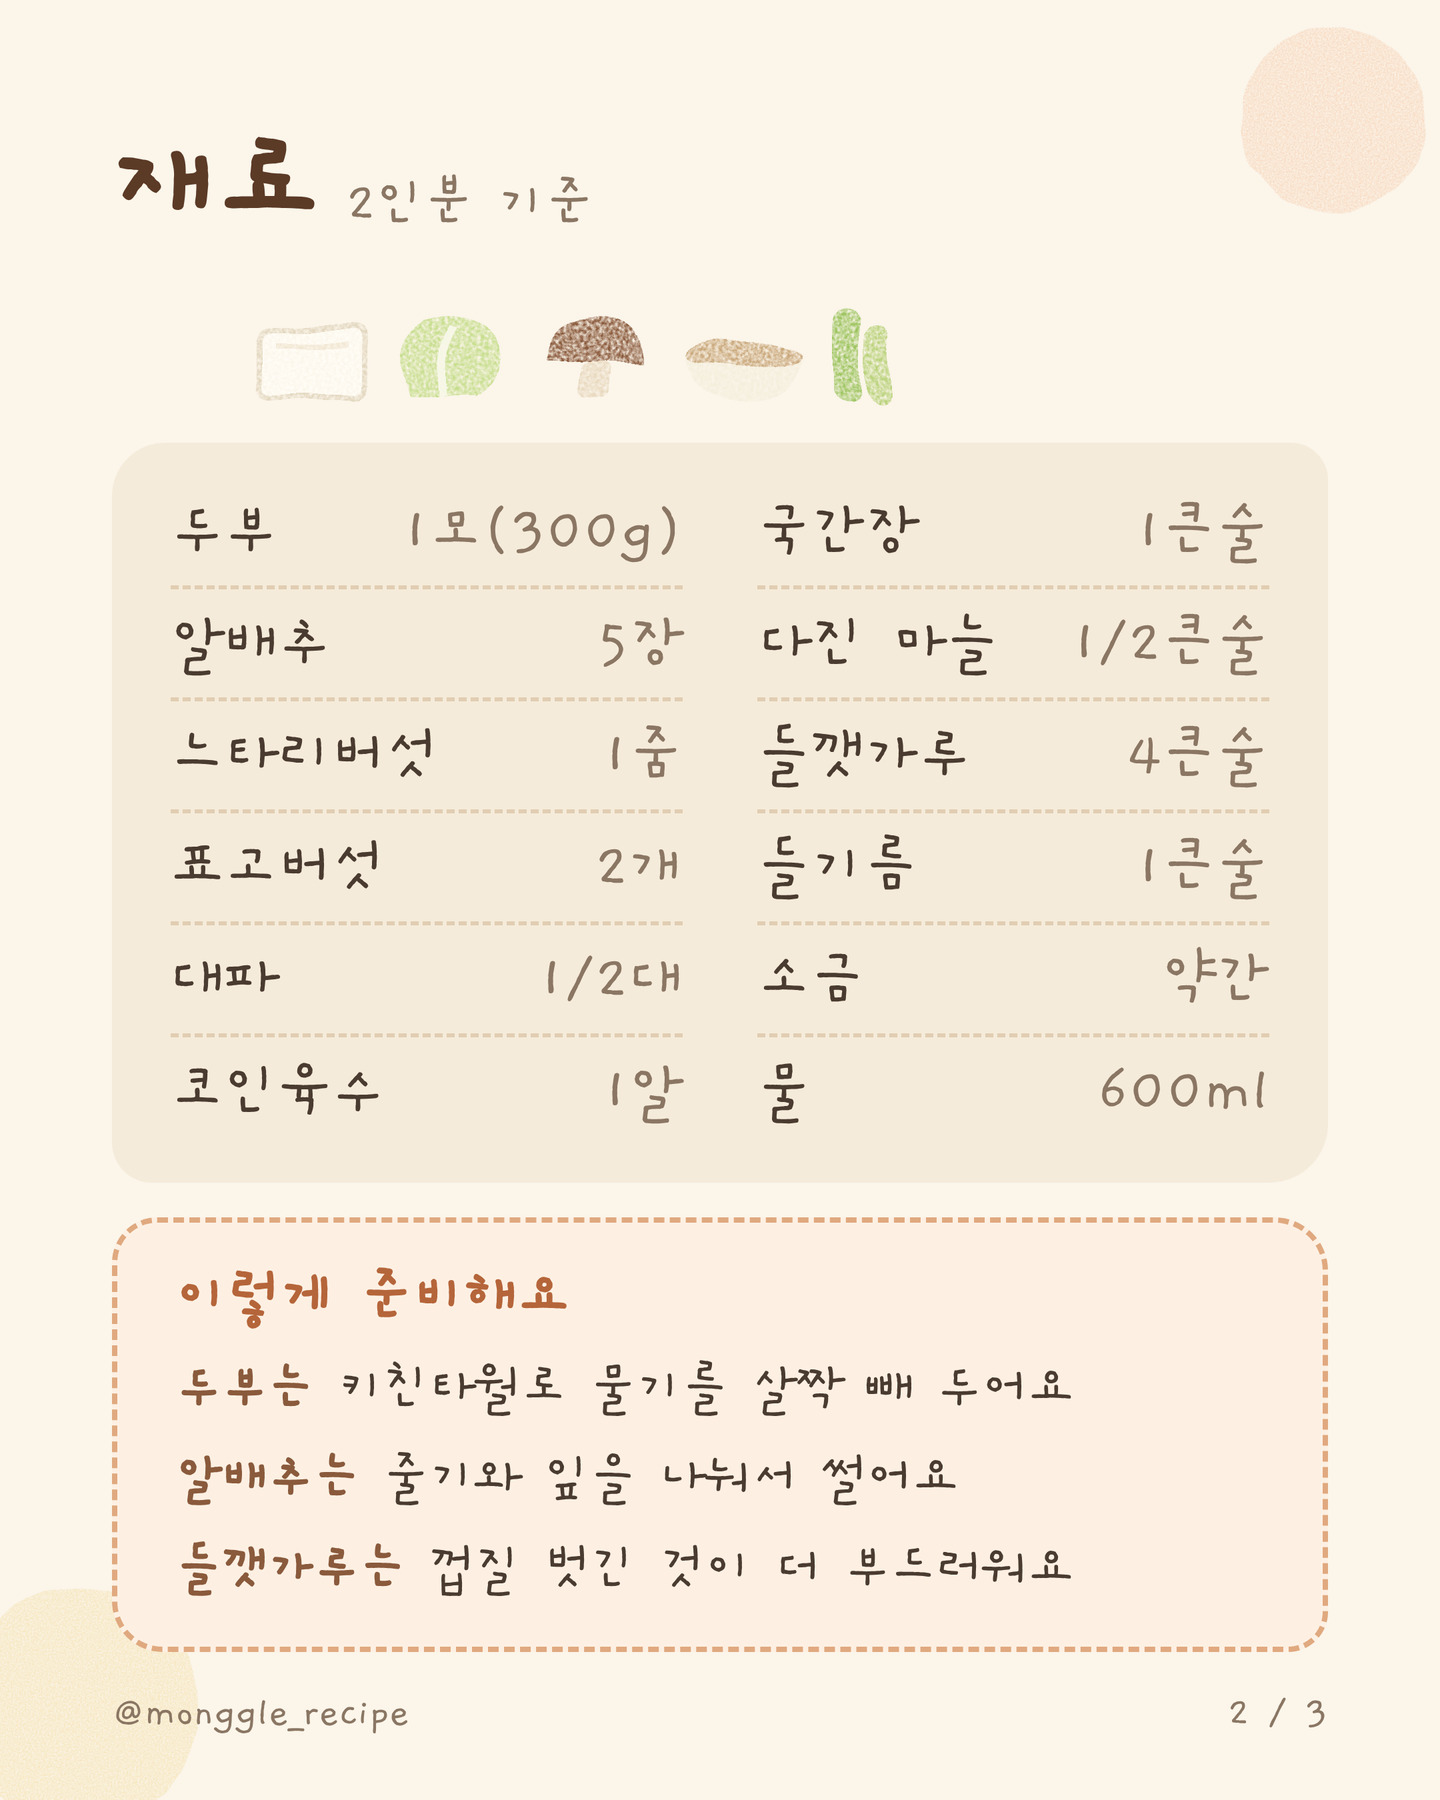 재료 2인분 기준
두부 1모(300g)
알배추 5장
느타리버섯 1줌
표고버섯 2개
대파 1/2대
코인육수 1알
국간장 1큰술
다진 마늘 1/2큰술
들깻가루 4큰술
들기름 1큰술
소금 약간
물 600ml
이렇게 준비해요
두부는 키친타월로 물기를 살짝 빼 두어요
알배추는 줄기와 잎을 나눠서 썰어요
들깻가루는 껍질 벗긴 것이 더 부드러워요
@monggle_recipe
2 / 3